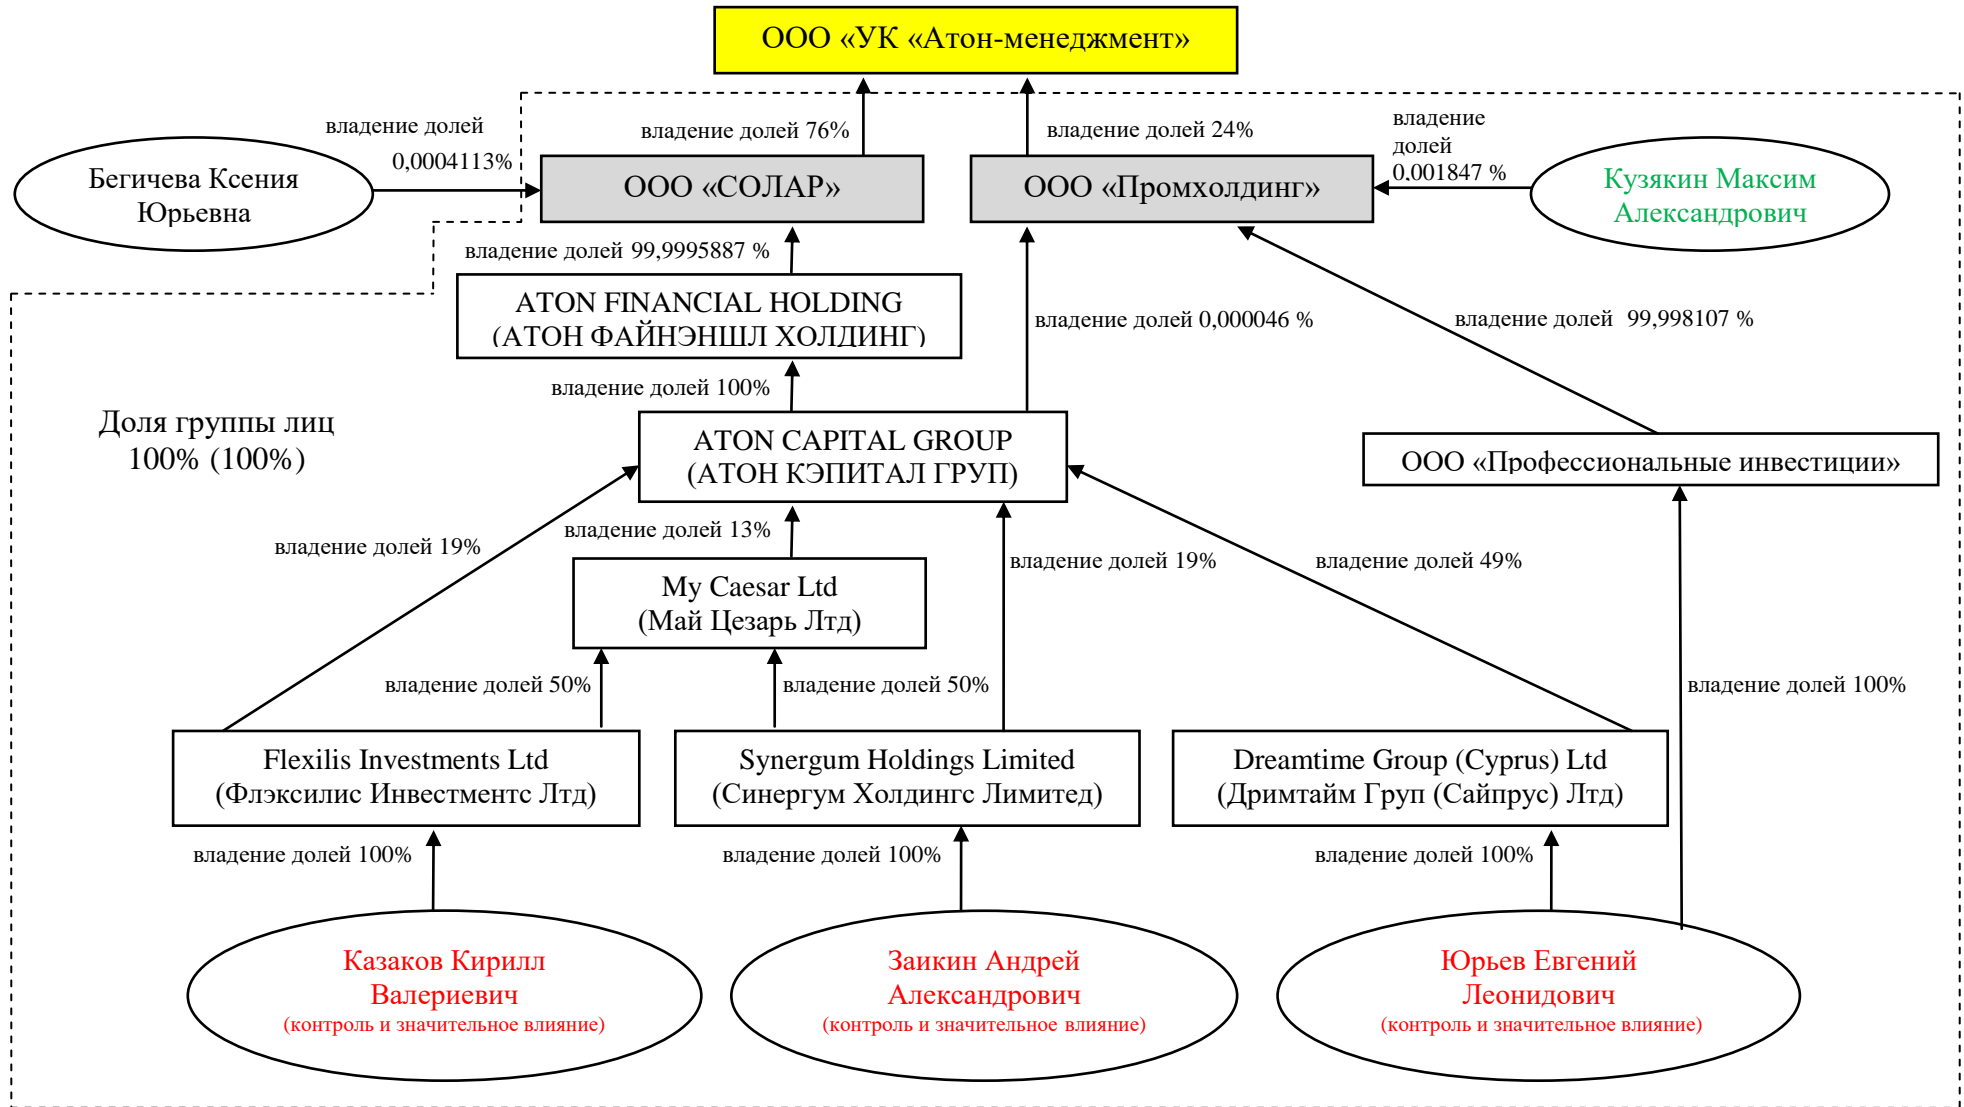 ООО «УК «Атон-менеджмент»
владение долей
0,0004113%
владение долей 76%
владение долей 24%
владение
долей
0,001847 %
Бегичева Ксения
Юрьевна
ООО «СОЛАР»
ООО «Промхолдинг»
Кузякин Максим
Александрович
владение долей 99,9995887 %
ATON FINANCIAL HOLDING
(АТОН ФАЙНЭНШЛ ХОЛДИНГ)
владение долей 0,000046 %
владение долей 99,998107 %
владение долей 100%
Доля группы лиц
100% (100%)
ATON CAPITAL GROUP
(АТОН КЭПИТАЛ ГРУП)
ООО «Профессиональные инвестиции»
владение долей 19%
владение долей 13%
владение долей 19%
владение долей 49%
My Caesar Ltd
(Май Цезарь Лтд)
владение долей 50%
владение долей 50%
владение долей 100%
Flexilis Investments Ltd
(Флэксилис Инвестментс Лтд)
Synergum Holdings Limited
(Синергум Холдингс Лимитед)
Dreamtime Group (Cyprus) Ltd
(Дримтайм Груп (Сайпрус) Лтд)
владение долей 100%
владение долей 100%
владение долей 100%
Казаков Кирилл
Валериевич
(контроль и значительное влияние)
Заикин Андрей
Александрович
(контроль и значительное влияние)
Юрьев Евгений
Леонидович
(контроль и значительное влияние)